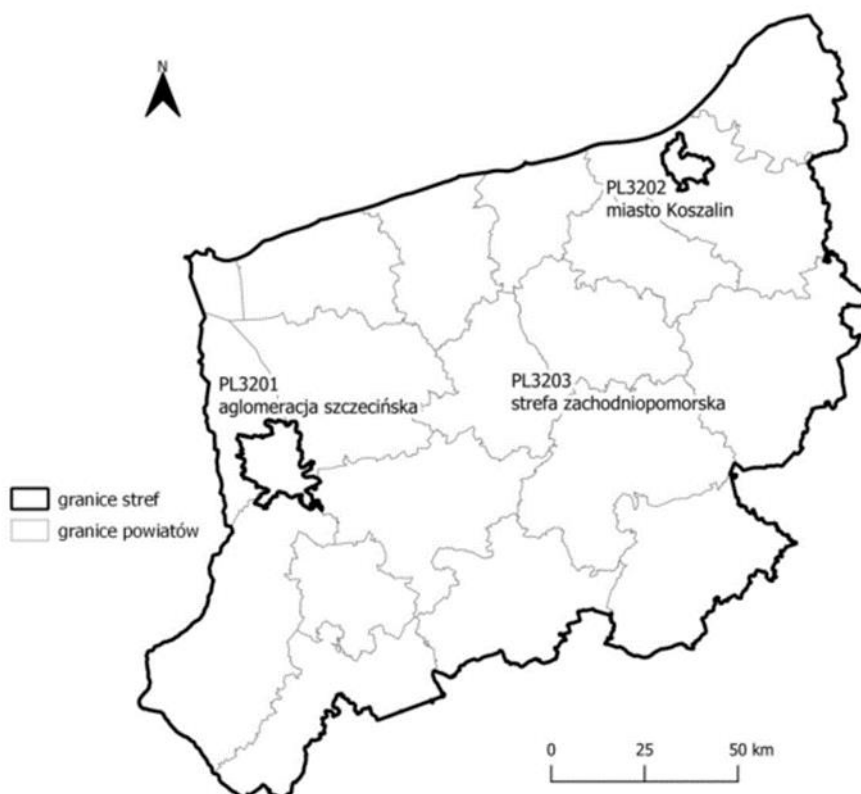 N
PL3202
miasto Koszalin
PL3201
aglomeracja szczecińska
PL3203
strefa zachodniopomorska
granice stref
granice powiatów
0 25 50 km